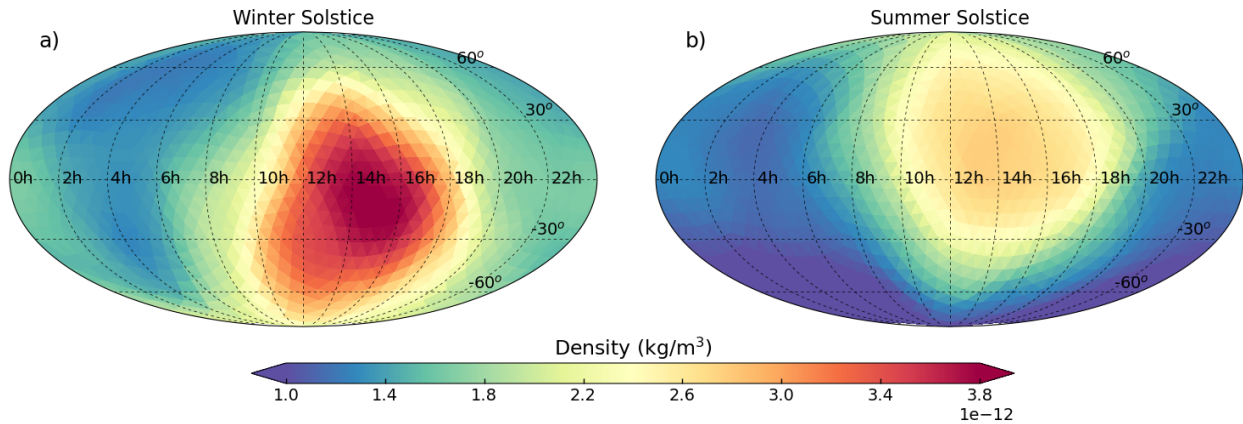 Winter Solstice
a)
60°
30°
0h 2h 4h 6h 8h 10h 12h 14h 16h 18h 20h 22h
-30°
-60°
Summer Solstice
b)
60°
30°
0h 2h 4h 6h 8h 10h 12h 14h 16h 18h 20h 22h
-30°
-60°
Density (kg/m³)
1.0 1.4 1.8 2.2 2.6 3.0 3.4 3.8
1e−12